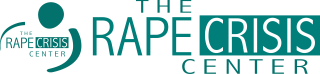 THE
RAPE CRISIS
CENTER
THE
RAPE CRISIS
CENTER